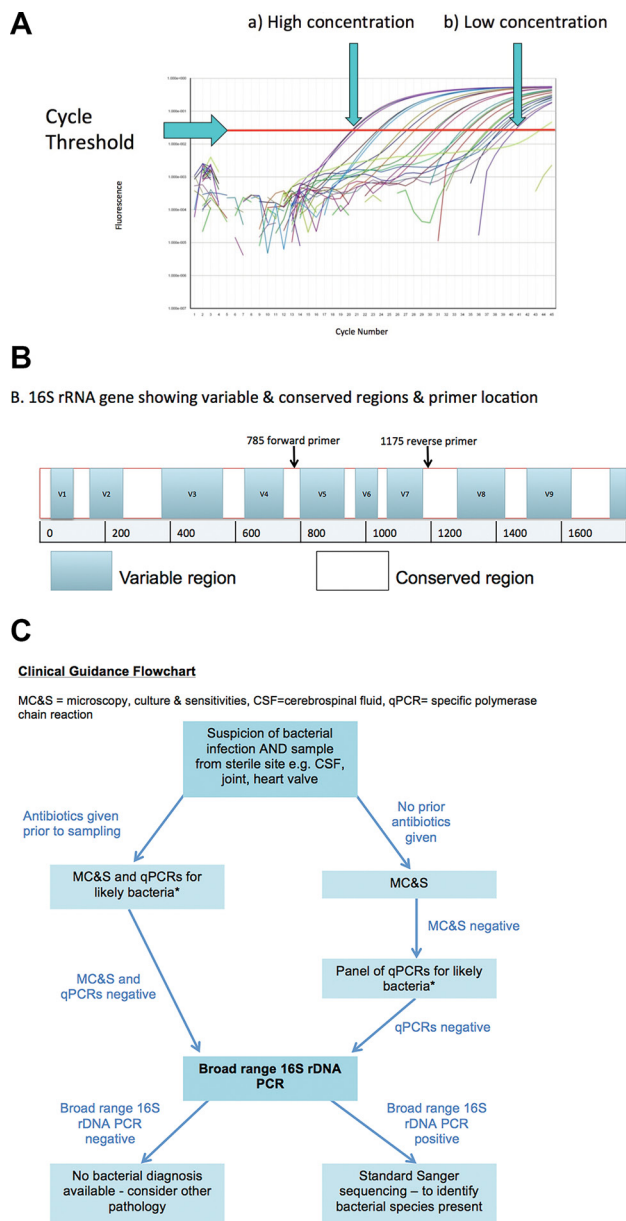 A
a) High concentration
b) Low concentration
Cycle
Threshold
Fluorescence
Cycle Number
B
B. 16S rRNA gene showing variable & conserved regions & primer location
785 forward primer
1175 reverse primer
V1 V2 V3 V4 V5 V6 V7 V8 V9
0 200 400 600 800 1000 1200 1400 1600
Variable region
Conserved region
C
Clinical Guidance Flowchart
MC&S = microscopy, culture & sensitivities, CSF=cerebrospinal fluid, qPCR= specific polymerase
chain reaction
Suspicion of bacterial
infection AND sample
from sterile site e.g. CSF,
joint, heart valve
Antibiotics given
prior to sampling
No prior
antibiotics
given
MC&S and qPCRs for
likely bacteria*
MC&S
MC&S negative
Panel of qPCRs for likely
bacteria*
MC&S and
qPCRs negative
qPCRs negative
Broad range 16S rDNA
PCR
Broad range 16S
rDNA PCR
negative
Broad range 16S
rDNA PCR
positive
No bacterial diagnosis
available - consider other
pathology
Standard Sanger
sequencing – to identify
bacterial species present